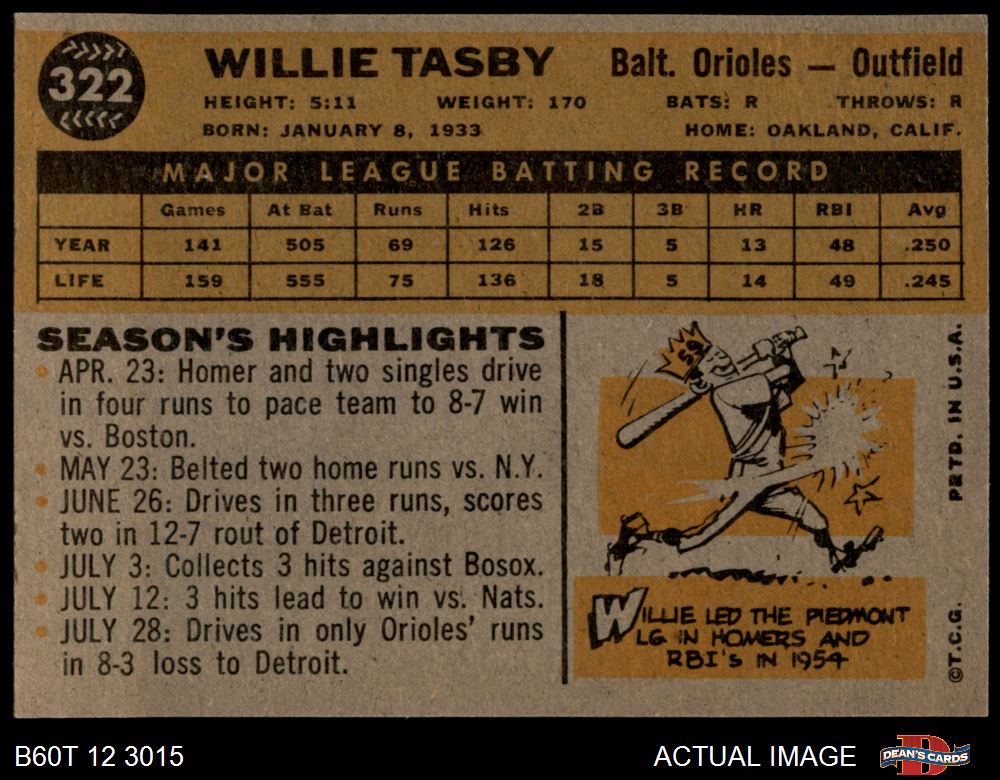 322
WILLIE TASBY Balt. Orioles — Outfield
HEIGHT: 5:11 WEIGHT: 170 BATS: R THROWS: R
BORN: JANUARY 8, 1933 HOME: OAKLAND, CALIF.
MAJOR LEAGUE BATTING RECORD
Games At Bat Runs Hits 2B 3B HR RBI Avg
YEAR 141 505 69 126 15 5 13 48 .250
LIFE 159 555 75 136 18 5 14 49 .245
SEASON'S HIGHLIGHTS
• APR. 23: Homer and two singles drive
in four runs to pace team to 8-7 win
vs. Boston.
• MAY 23: Belted two home runs vs. N.Y.
• JUNE 26: Drives in three runs, scores
two in 12-7 rout of Detroit.
• JULY 3: Collects 3 hits against Bosox.
• JULY 12: 3 hits lead to win vs. Nats.
• JULY 28: Drives in only Orioles' runs
in 8-3 loss to Detroit.
59
WILLIE LED THE PIEDMONT
LG IN HOMERS AND
RBI'S IN 1954
©T.C.G. PRTD. IN U.S.A.
B60T 12 3015 ACTUAL IMAGE
D
DEAN'S CARDS